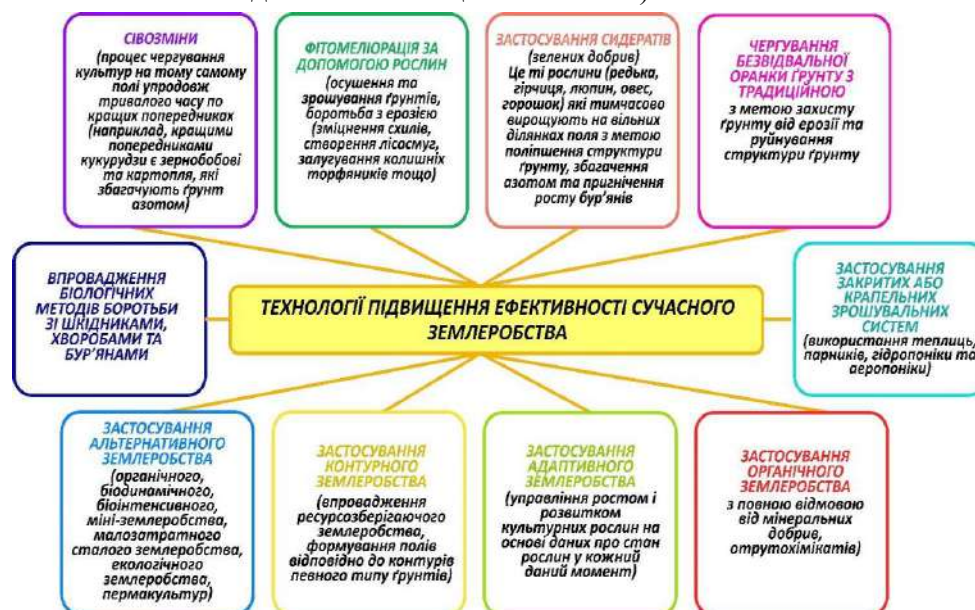 СІВОЗМІНИ
(процес чергування
культур на тому самому
полі упродовж
тривалого часу по
кращих попередниках
(наприклад, кращими
попередниками
кукурудзи є зернобобові
та картопля, які
збагачують ґрунт
азотом)
ФІТОМЕЛІОРАЦІЯ ЗА
ДОПОМОГОЮ РОСЛИН
(осушення та
зрошування ґрунтів,
боротьба з ерозією
(зміцнення схилів,
створення лісосмуг,
залугування колишніх
торфяників тощо)
ЗАСТОСУВАННЯ СИДЕРАТІВ
(зелених добрив)
Це ті рослини (редька,
гірчиця, люпин, овес,
горошок) які тимчасово
вирощують на вільних
ділянках поля з метою
поліпшення структури
ґрунту, збагачення
азотом та пригнічення
росту бур’янів
ЧЕРГУВАННЯ
БЕЗВІДВАЛЬНОЇ
ОРАНКИ ҐРУНТУ З
ТРАДИЦІЙНОЮ
з метою захисту
ґрунту від ерозії та
руйнування
структури ґрунту
ВПРОВАДЖЕННЯ
БІОЛОГІЧНИХ
МЕТОДІВ БОРОТЬБИ
ЗІ ШКІДНИКАМИ,
ХВОРОБАМИ ТА
БУР’ЯНАМИ
ТЕХНОЛОГІЇ ПІДВИЩЕННЯ ЕФЕКТИВНОСТІ СУЧАСНОГО
ЗЕМЛЕРОБСТВА
ЗАСТОСУВАННЯ
ЗАКРИТИХ АБО
КРАПЕЛЬНИХ
ЗРОШУВАЛЬНИХ
СИСТЕМ
(використання теплиць,
парників, гідропоніки та
аеропоніки)
ЗАСТОСУВАННЯ
АЛЬТЕРНАТИВНОГО
ЗЕМЛЕРОБСТВА
(органічного,
біодинамічного,
біоінтенсивного,
міні-землеробства,
малозатратного
сталого землеробства,
екологічного
землеробства,
пермакультур)
ЗАСТОСУВАННЯ
КОНТУРНОГО
ЗЕМЛЕРОБСТВА
(впровадження
ресурсозберігаючого
землеробства,
формування полів
відповідно до контурів
певного типу ґрунтів)
ЗАСТОСУВАННЯ
АДАПТИВНОГО
ЗЕМЛЕРОБСТВА
(управління ростом і
розвитком
культурних рослин на
основі даних про стан
рослин у кожний
даний момент)
ЗАСТОСУВАННЯ
ОРГАНІЧНОГО
ЗЕМЛЕРОБСТВА
з повною відмовою
від мінеральних
добрив,
отрутохімікатів)